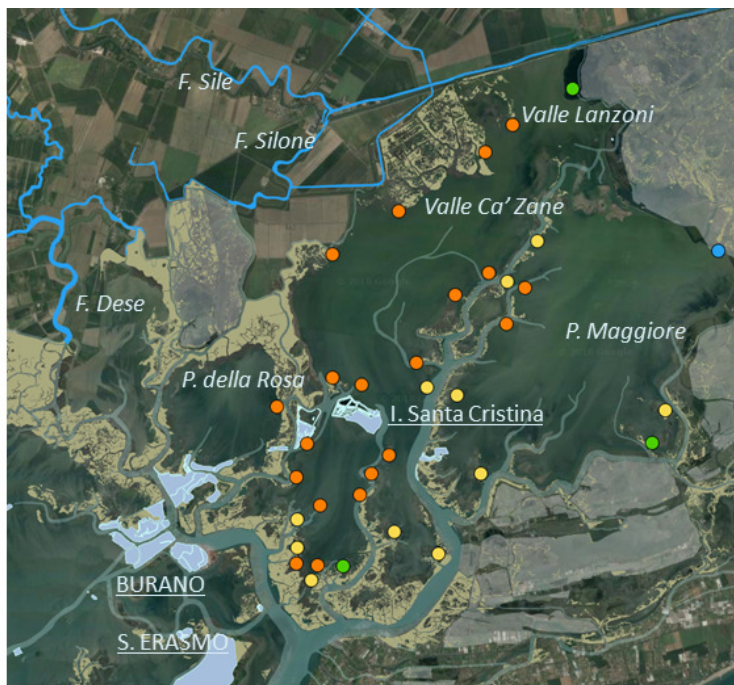 F. Sile
Valle Lanzoni
F. Silone
Valle Ca' Zane
F. Dese
P. Maggiore
P. della Rosa
I. Santa Cristina
BURANO
S. ERASMO